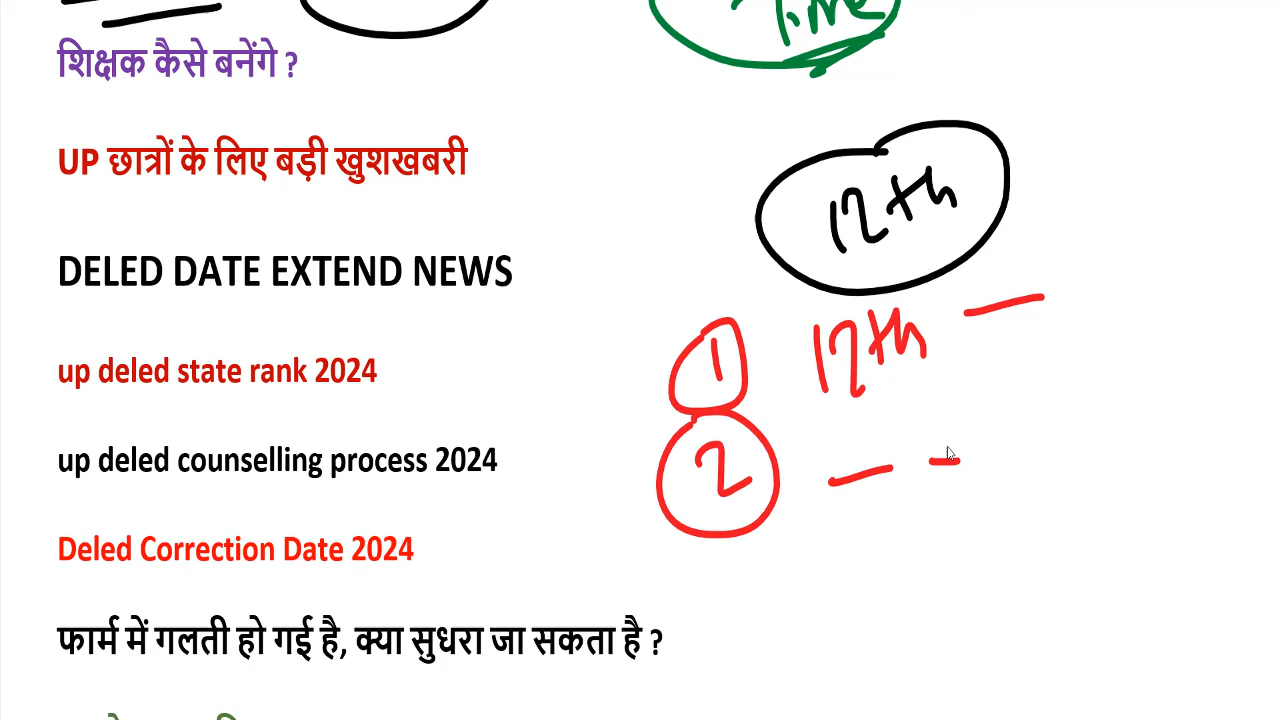 Time
शिक्षक कैसे बनेंगे ?
UP छात्रों के लिए बड़ी खुशखबरी
12th
DELED DATE EXTEND NEWS
1 12th
up deled state rank 2024
up deled counselling process 2024
2
Deled Correction Date 2024
फार्म में गलती हो गई है, क्या सुधरा जा सकता है ?